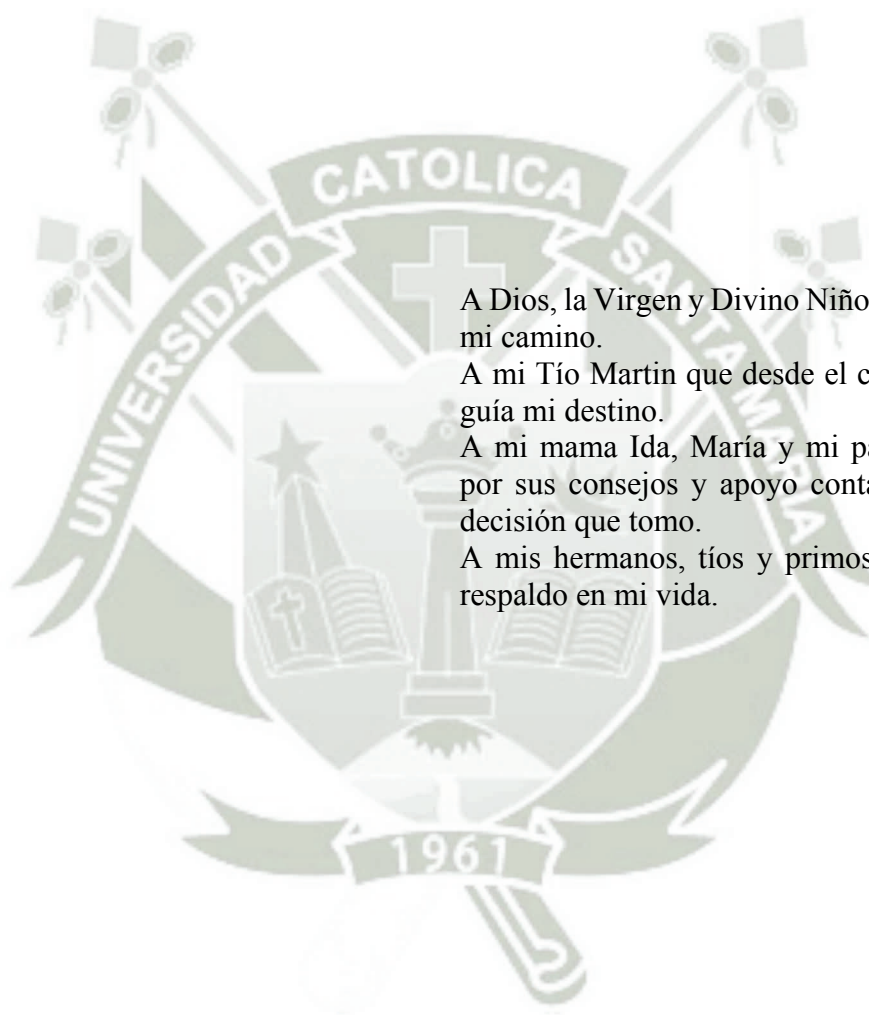 UNIVERSIDAD CATOLICA SANTA MARIA
A Dios, la Virgen y Divino Niño
mi camino.
A mi Tío Martin que desde el
guía mi destino.
A mi mama Ida, María y mi
por sus consejos y apoyo
decisión que tomo.
A mis hermanos, tíos y primos
respaldo en mi vida.
1961